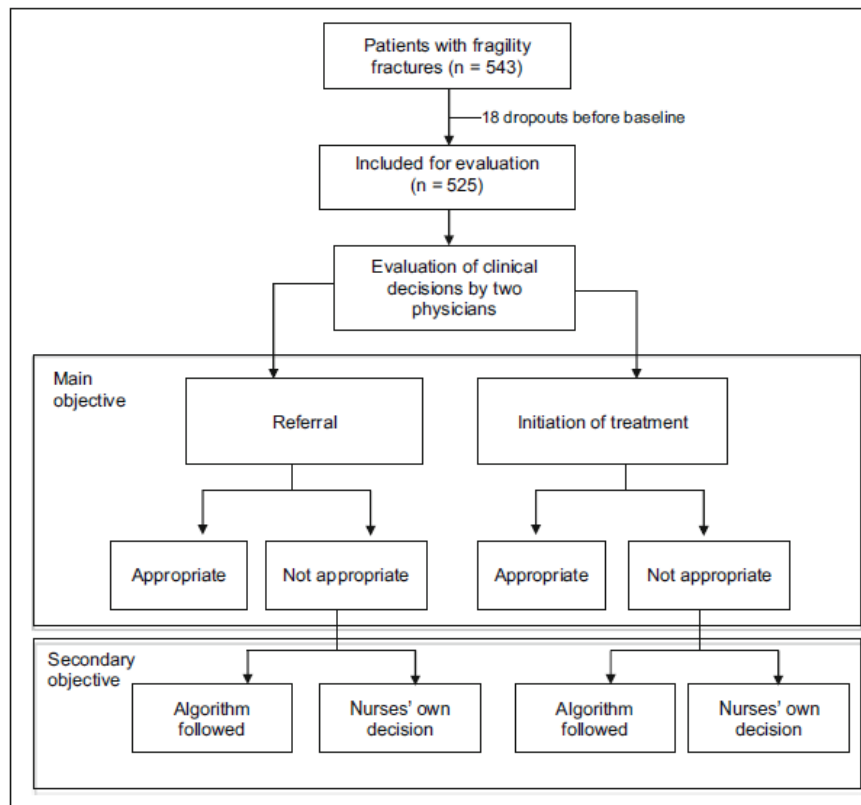 Patients with fragility
fractures (n = 543)
18 dropouts before baseline
Included for evaluation
(n = 525)
Evaluation of clinical
decisions by two
physicians
Main
objective
Referral
Initiation of treatment
Appropriate
Not appropriate
Appropriate
Not appropriate
Secondary
objective
Algorithm
followed
Nurses’ own
decision
Algorithm
followed
Nurses’ own
decision